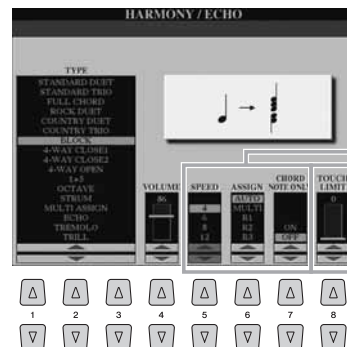 HARMONY / ECHO
TYPE
STANDARD DUET
STANDARD TRIO
FULL CHORD
ROCK DUET
COUNTRY DUET
COUNTRY TRIO
BLOCK
4-WAY CLOSE1
4-WAY CLOSE2
4-WAY OPEN
1+5
OCTAVE
STRUM
MULTI ASSIGN
ECHO
TREMOLO
TRILL
VOLUME
86
SPEED
4
6
8
12
ASSIGN
AUTO
MULTI
R1
R2
R3
CHORD
NOTE ONLY
ON
OFF
TOUCH
LIMIT
0
1 2 3 4 5 6 7 8